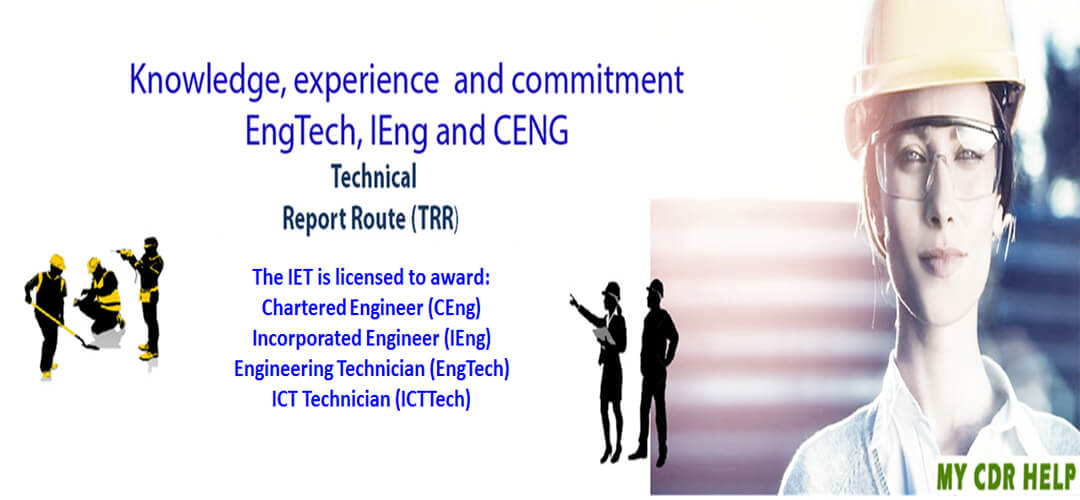 Knowledge, experience and commitment
EngTech, IEng and CENG
Technical
Report Route (TRR)
The IET is licensed to award:
Chartered Engineer (CEng)
Incorporated Engineer (IEng)
Engineering Technician (EngTech)
ICT Technician (ICTTech)
MY CDR HELP